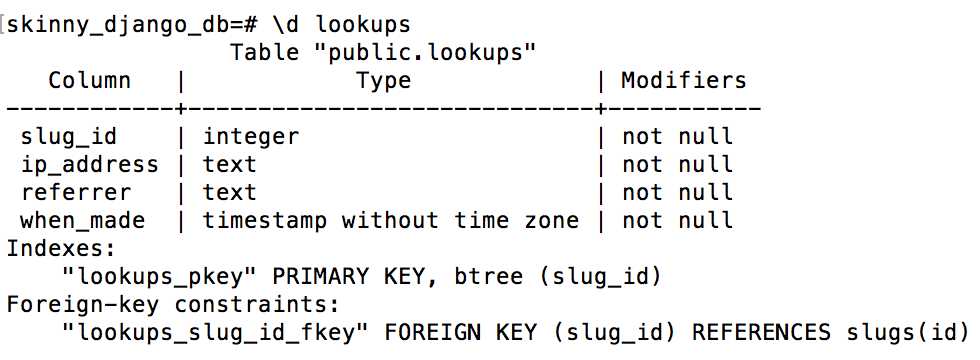 skinny_django_db=# \d lookups
                Table "public.lookups"
   Column   |            Type             | Modifiers
------------+-----------------------------+-----------
 slug_id    | integer                     | not null
 ip_address | text                        | not null
 referrer   | text                        | not null
 when_made  | timestamp without time zone | not null
Indexes:
    "lookups_pkey" PRIMARY KEY, btree (slug_id)
Foreign-key constraints:
    "lookups_slug_id_fkey" FOREIGN KEY (slug_id) REFERENCES slugs(id)